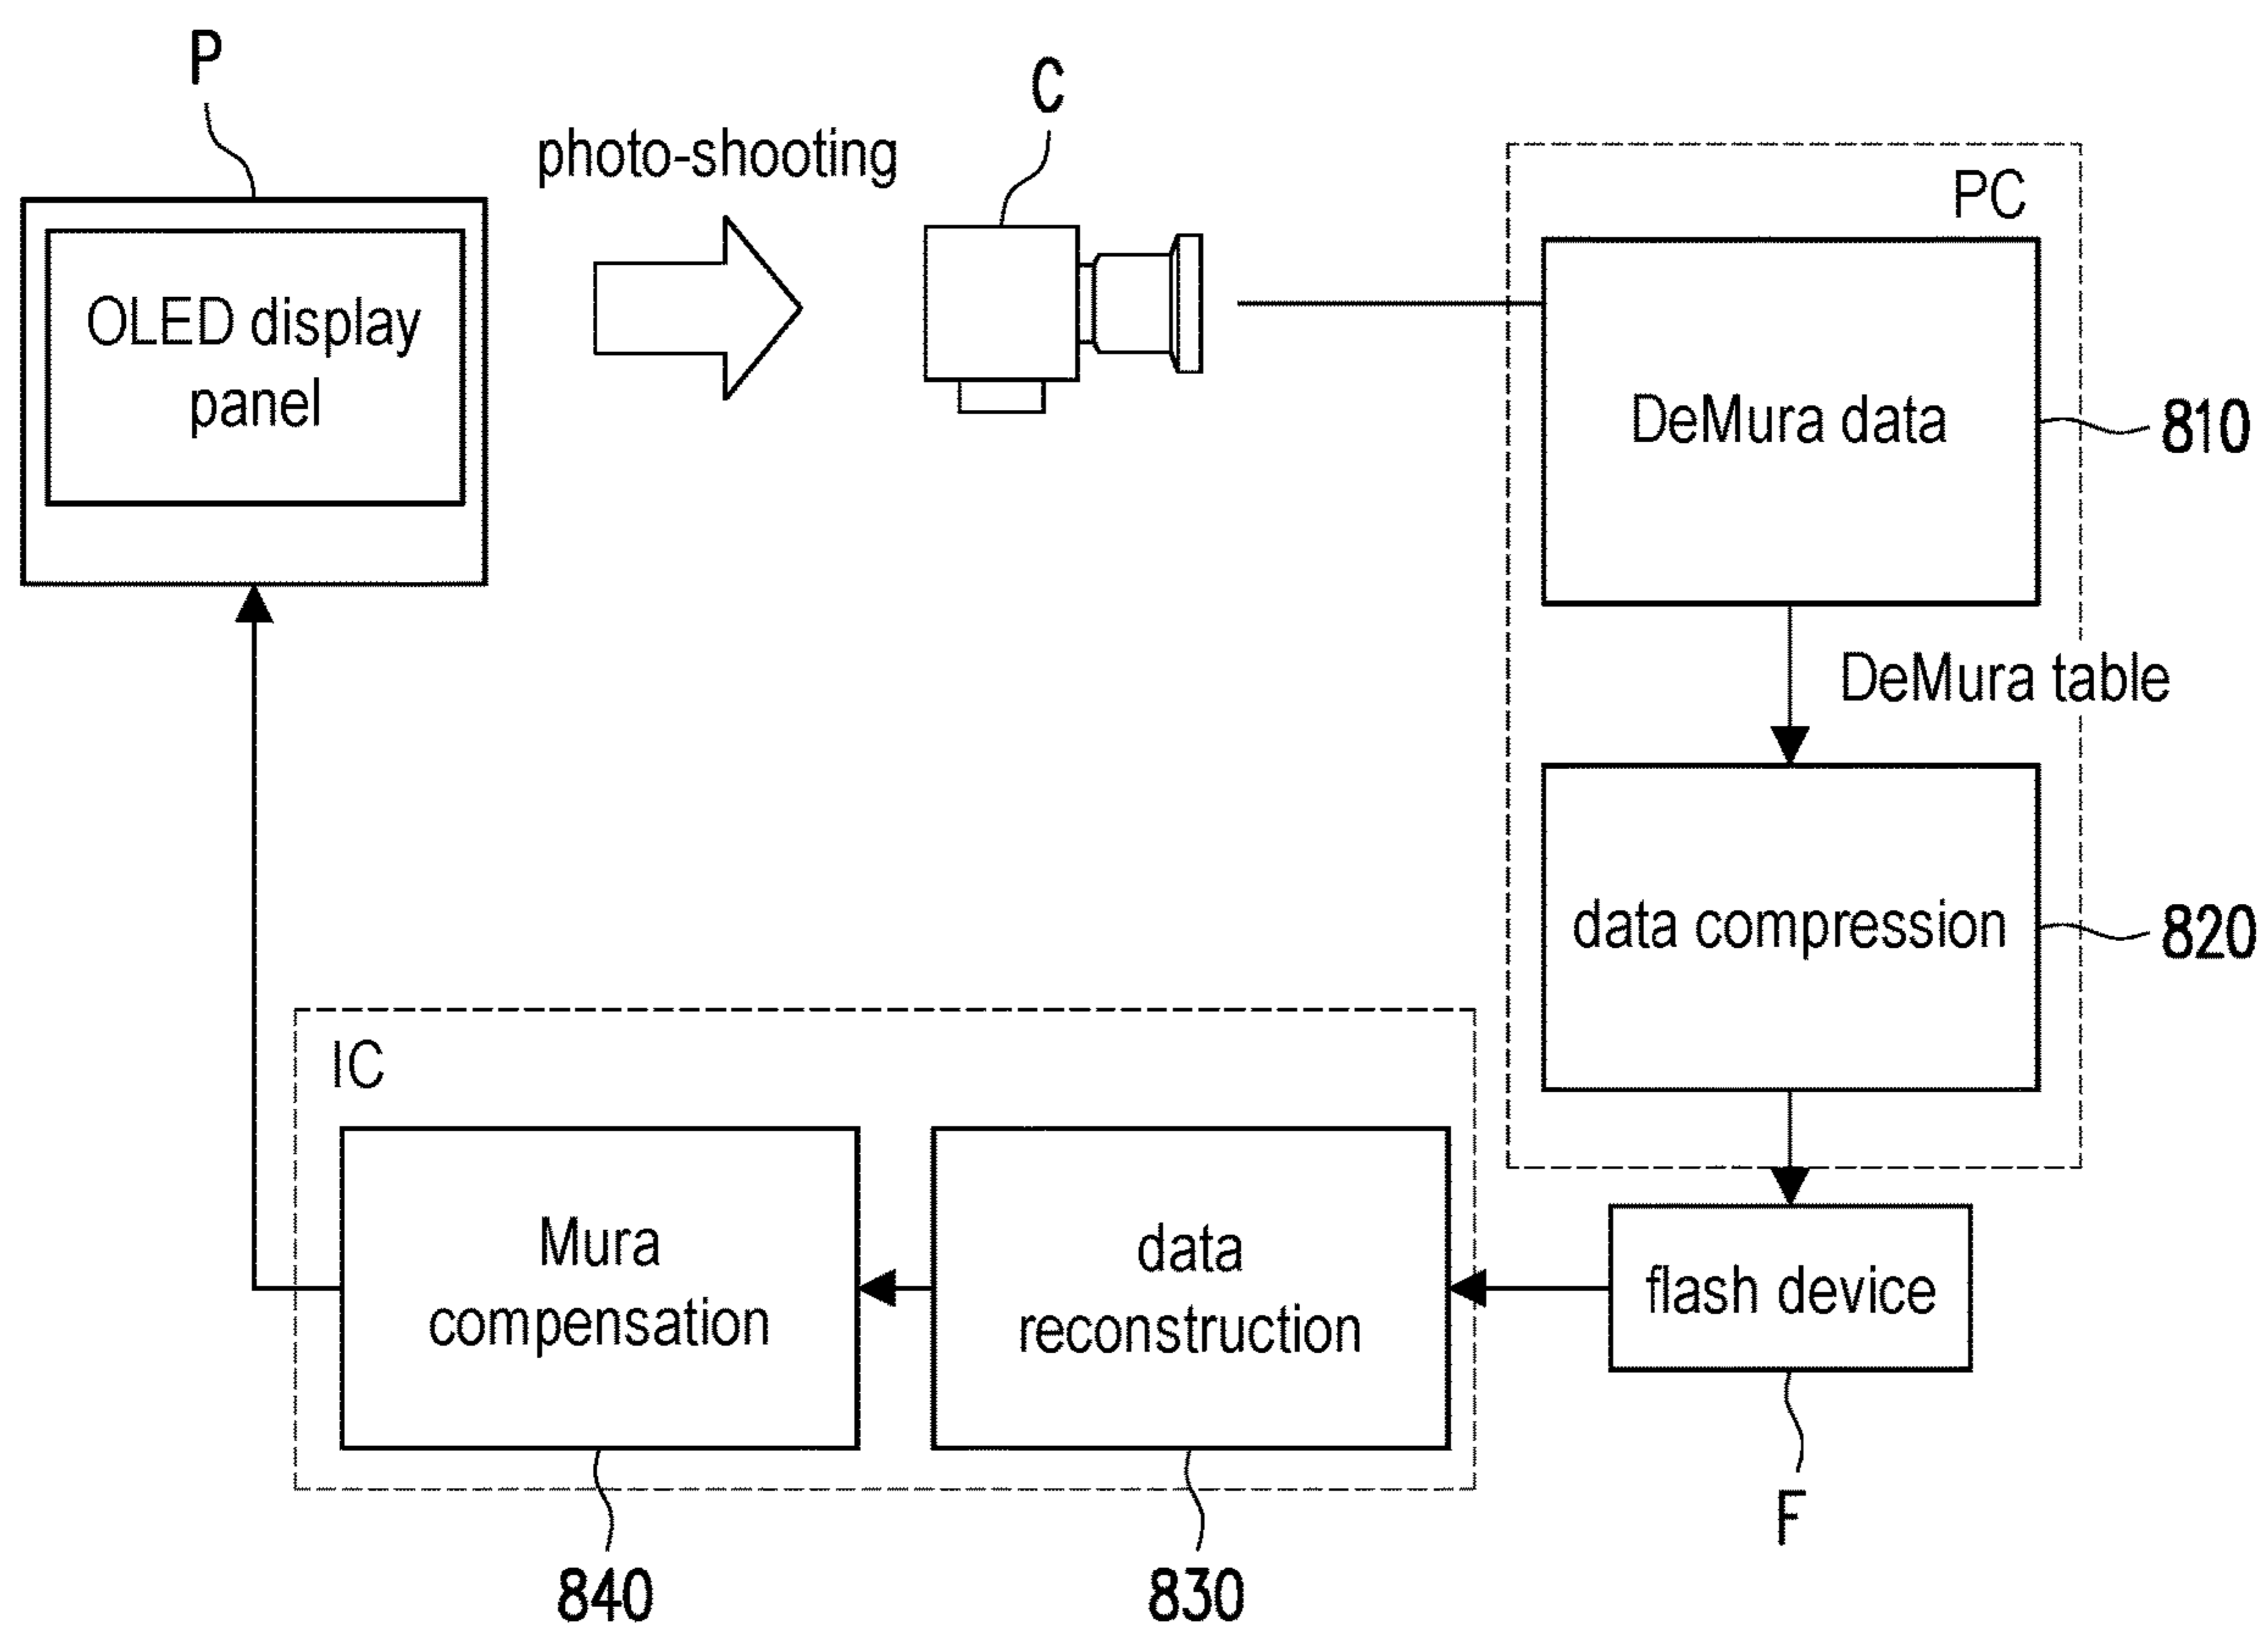 P
photo-shooting
C
OLED display
panel
PC
DeMura data
810
DeMura table
data compression
820
IC
Mura
compensation
data
reconstruction
flash device
840
830
F